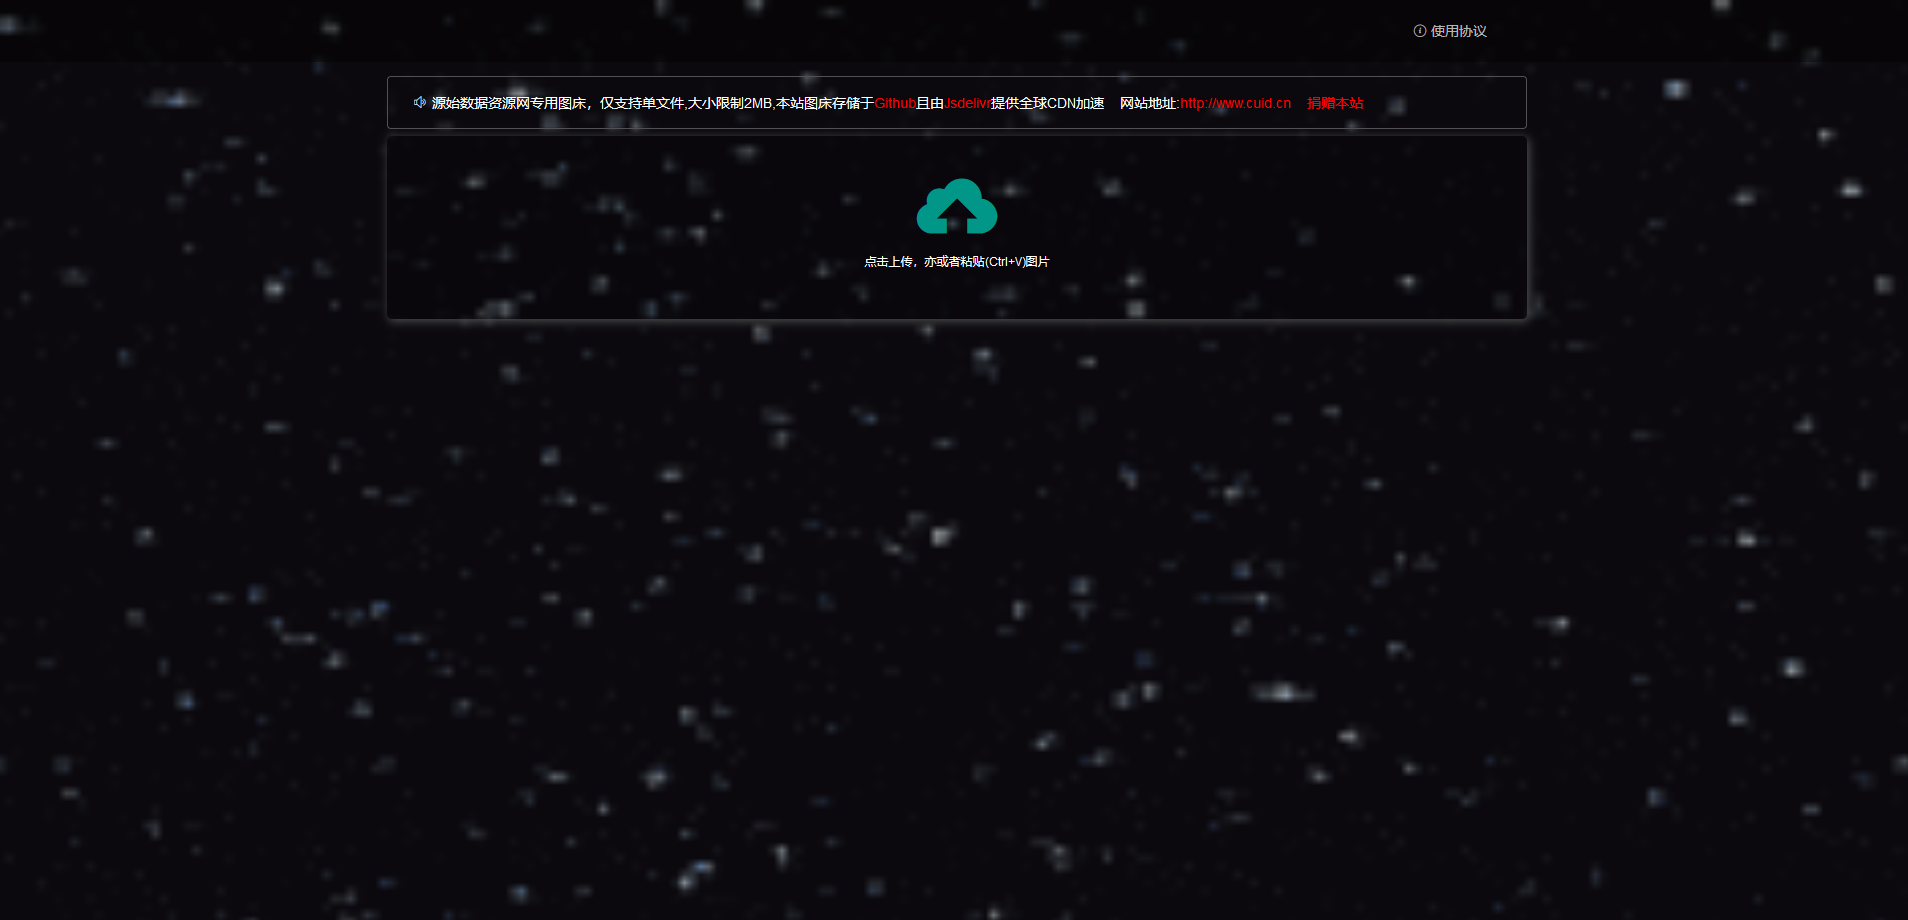 使用协议
源始数据资源网专用图床，仅支持单文件,大小限制2MB,本站图床存储于Github且由Jsdelivr提供全球CDN加速 网站地址:http://www.cuid.cn 捐赠本站
点击上传，亦或者粘贴(Ctrl+V)图片